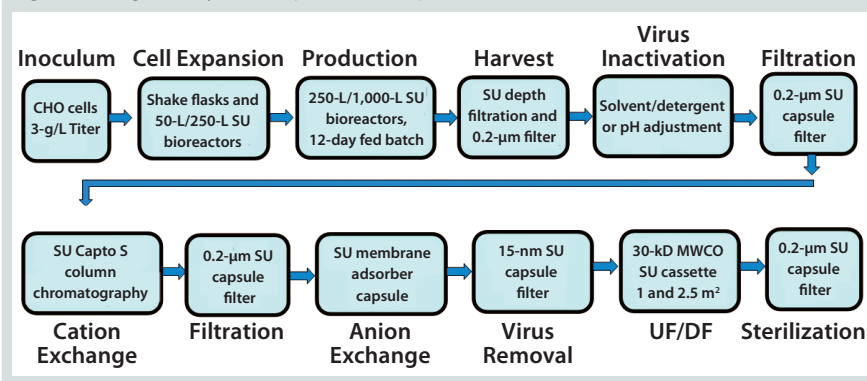 Inoculum
CHO cells
3-g/L Titer
Cell Expansion
Shake flasks and
50-L/250-L SU
bioreactors
Production
250-L/1,000-L SU
bioreactors,
12-day fed batch
Harvest
SU depth
filtration and
0.2-µm filter
Virus
Inactivation
Solvent/detergent
or pH adjustment
Filtration
0.2-µm SU
capsule
filter
SU Capto S
column
chromatography
Cation
Exchange
0.2-µm SU
capsule
filter
Filtration
SU membrane
adsorber
capsule
Anion
Exchange
15-nm SU
capsule
filter
Virus
Removal
30-kD MWCO
SU cassette
1 and 2.5 m²
UF/DF
0.2-µm SU
capsule
filter
Sterilization